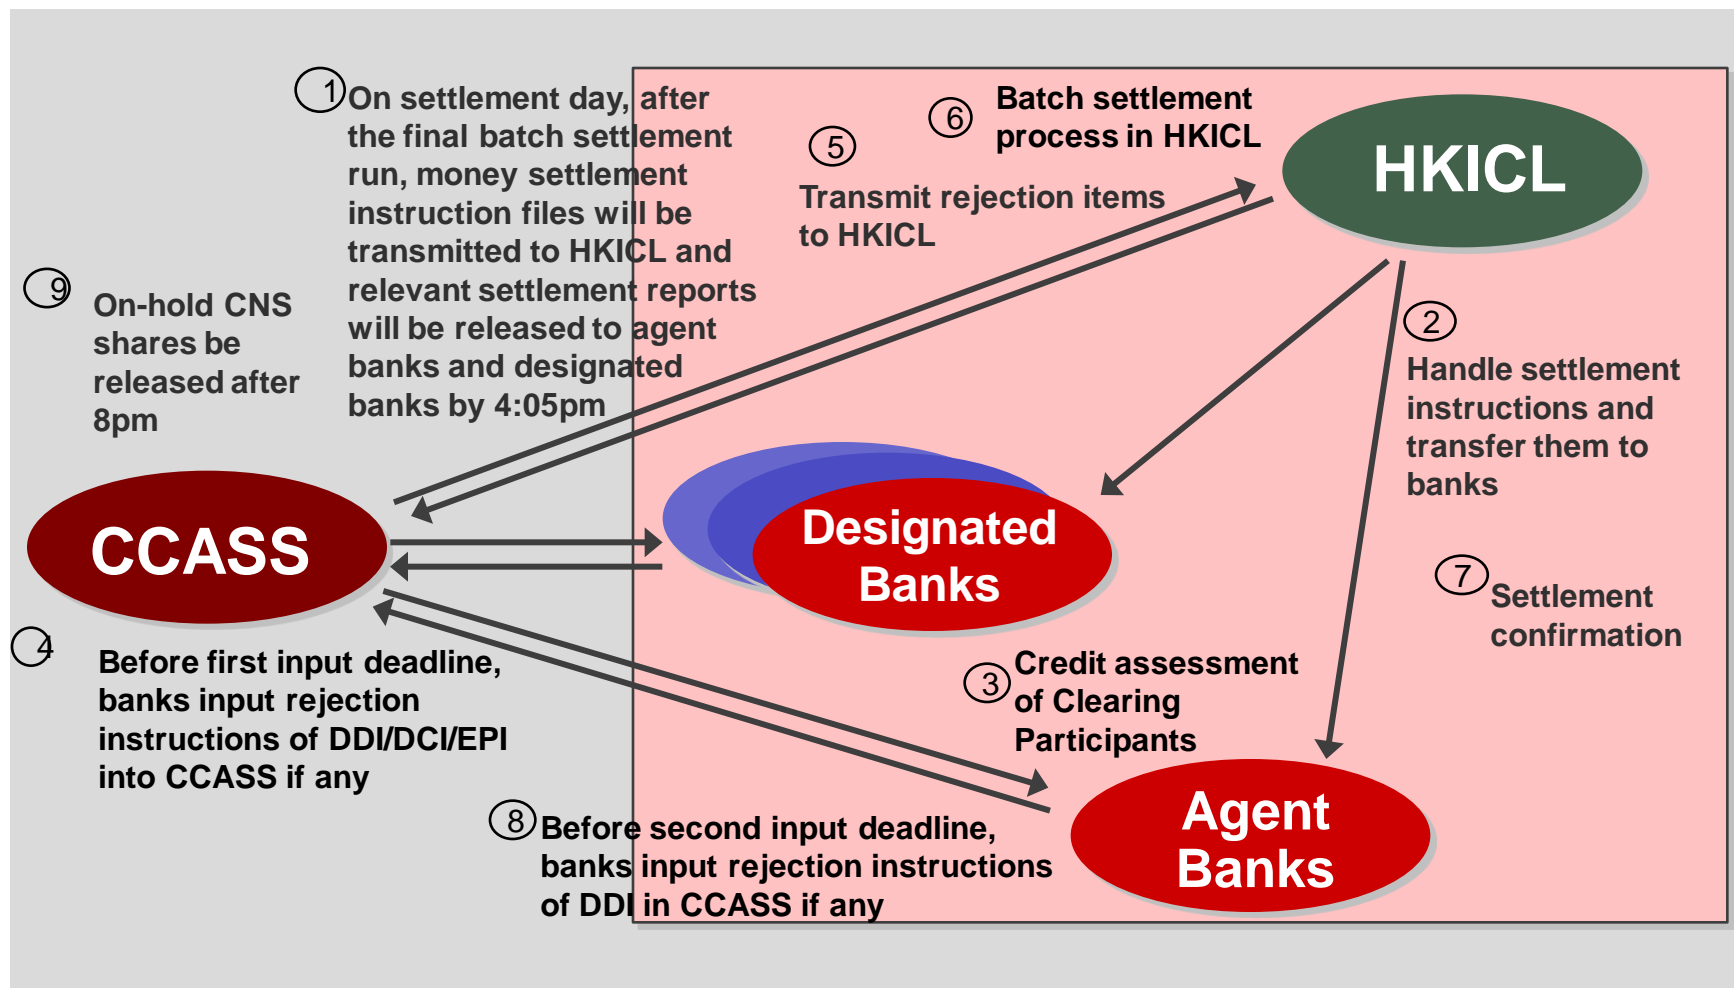 1
On settlement day, after
the final batch settlement
run, money settlement
instruction files will be
transmitted to HKICL and
relevant settlement reports
will be released to agent
banks and designated
banks by 4:05pm
5
Transmit rejection items
to HKICL
6
Batch settlement
process in HKICL
HKICL
9
On-hold CNS
shares be
released after
8pm
2
Handle settlement
instructions and
transfer them to
banks
CCASS
Designated
Banks
7
Settlement
confirmation
4
Before first input deadline,
banks input rejection
instructions of DDI/DCI/EPI
into CCASS if any
3
Credit assessment
of Clearing
Participants
8
Before second input deadline,
banks input rejection instructions
of DDI in CCASS if any
Agent
Banks